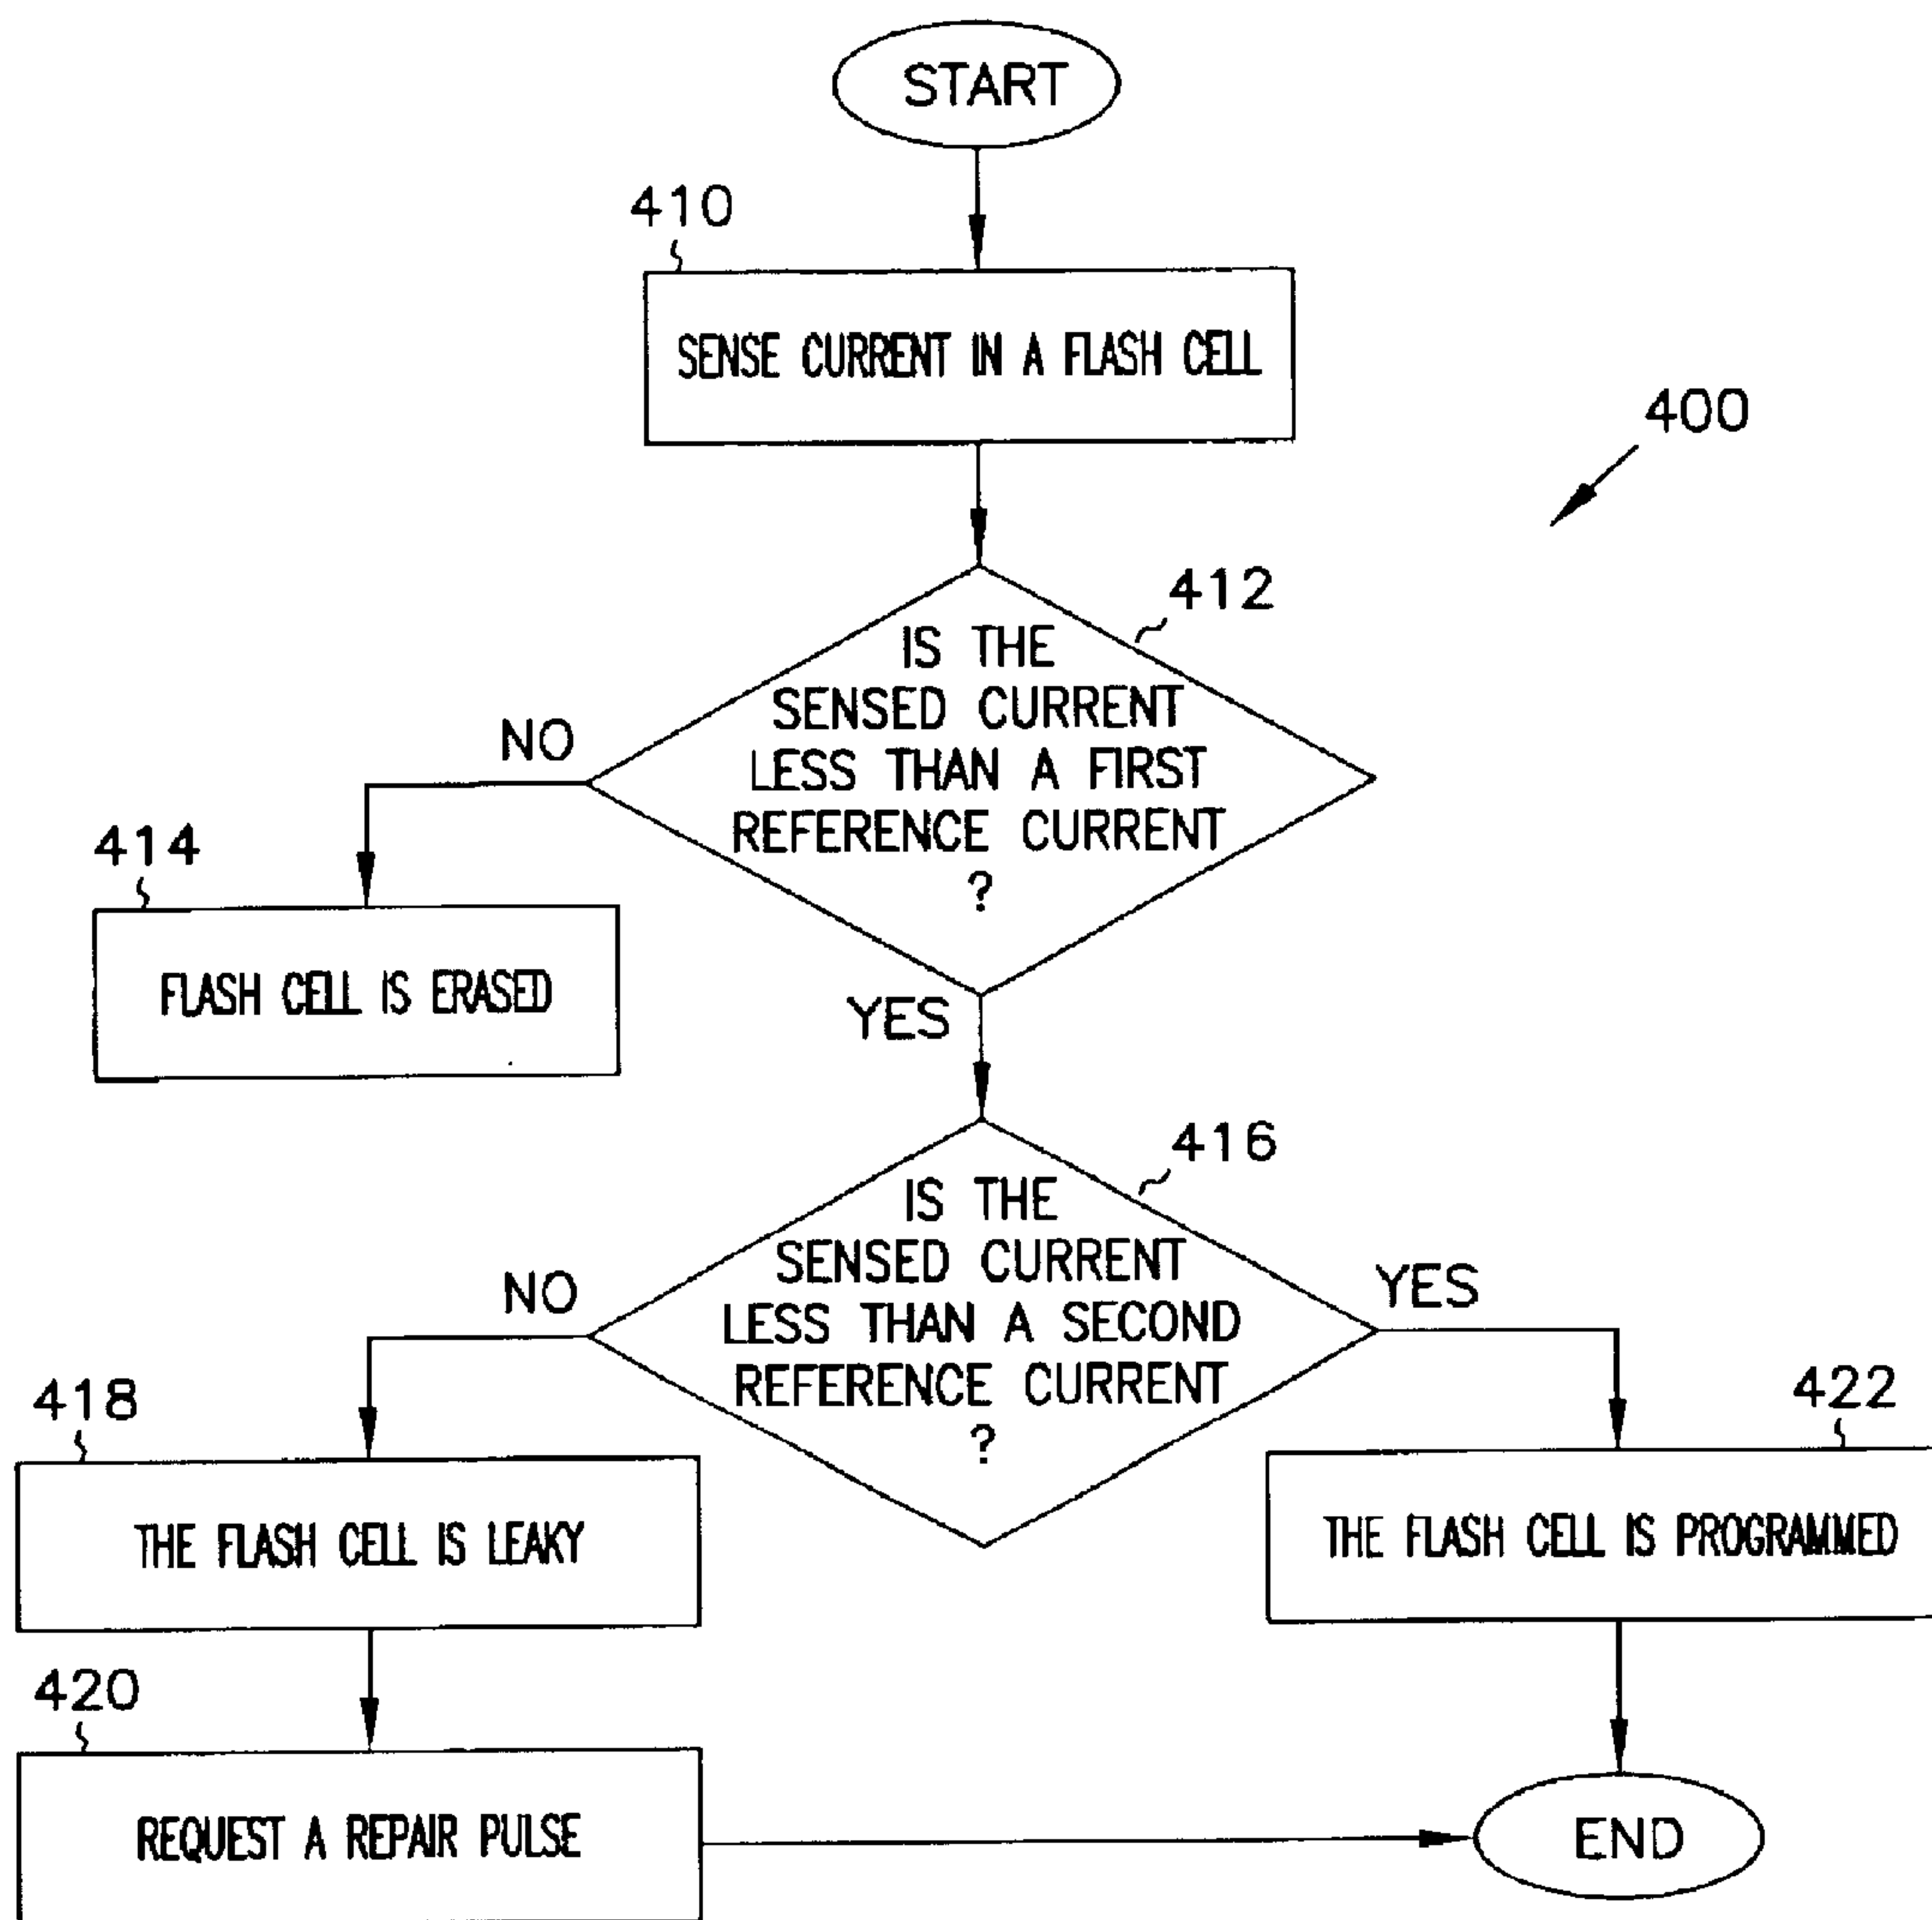 START
410
SENSE CURRENT IN A FLASH CELL
400
412
IS THE
SENSED CURRENT
LESS THAN A FIRST
REFERENCE CURRENT
?
NO
414
FLASH CELL IS ERASED
YES
416
IS THE
SENSED CURRENT
LESS THAN A SECOND
REFERENCE CURRENT
?
NO
YES
418
THE FLASH CELL IS LEAKY
422
THE FLASH CELL IS PROGRAMMED
420
REQUEST A REPAIR PULSE
END